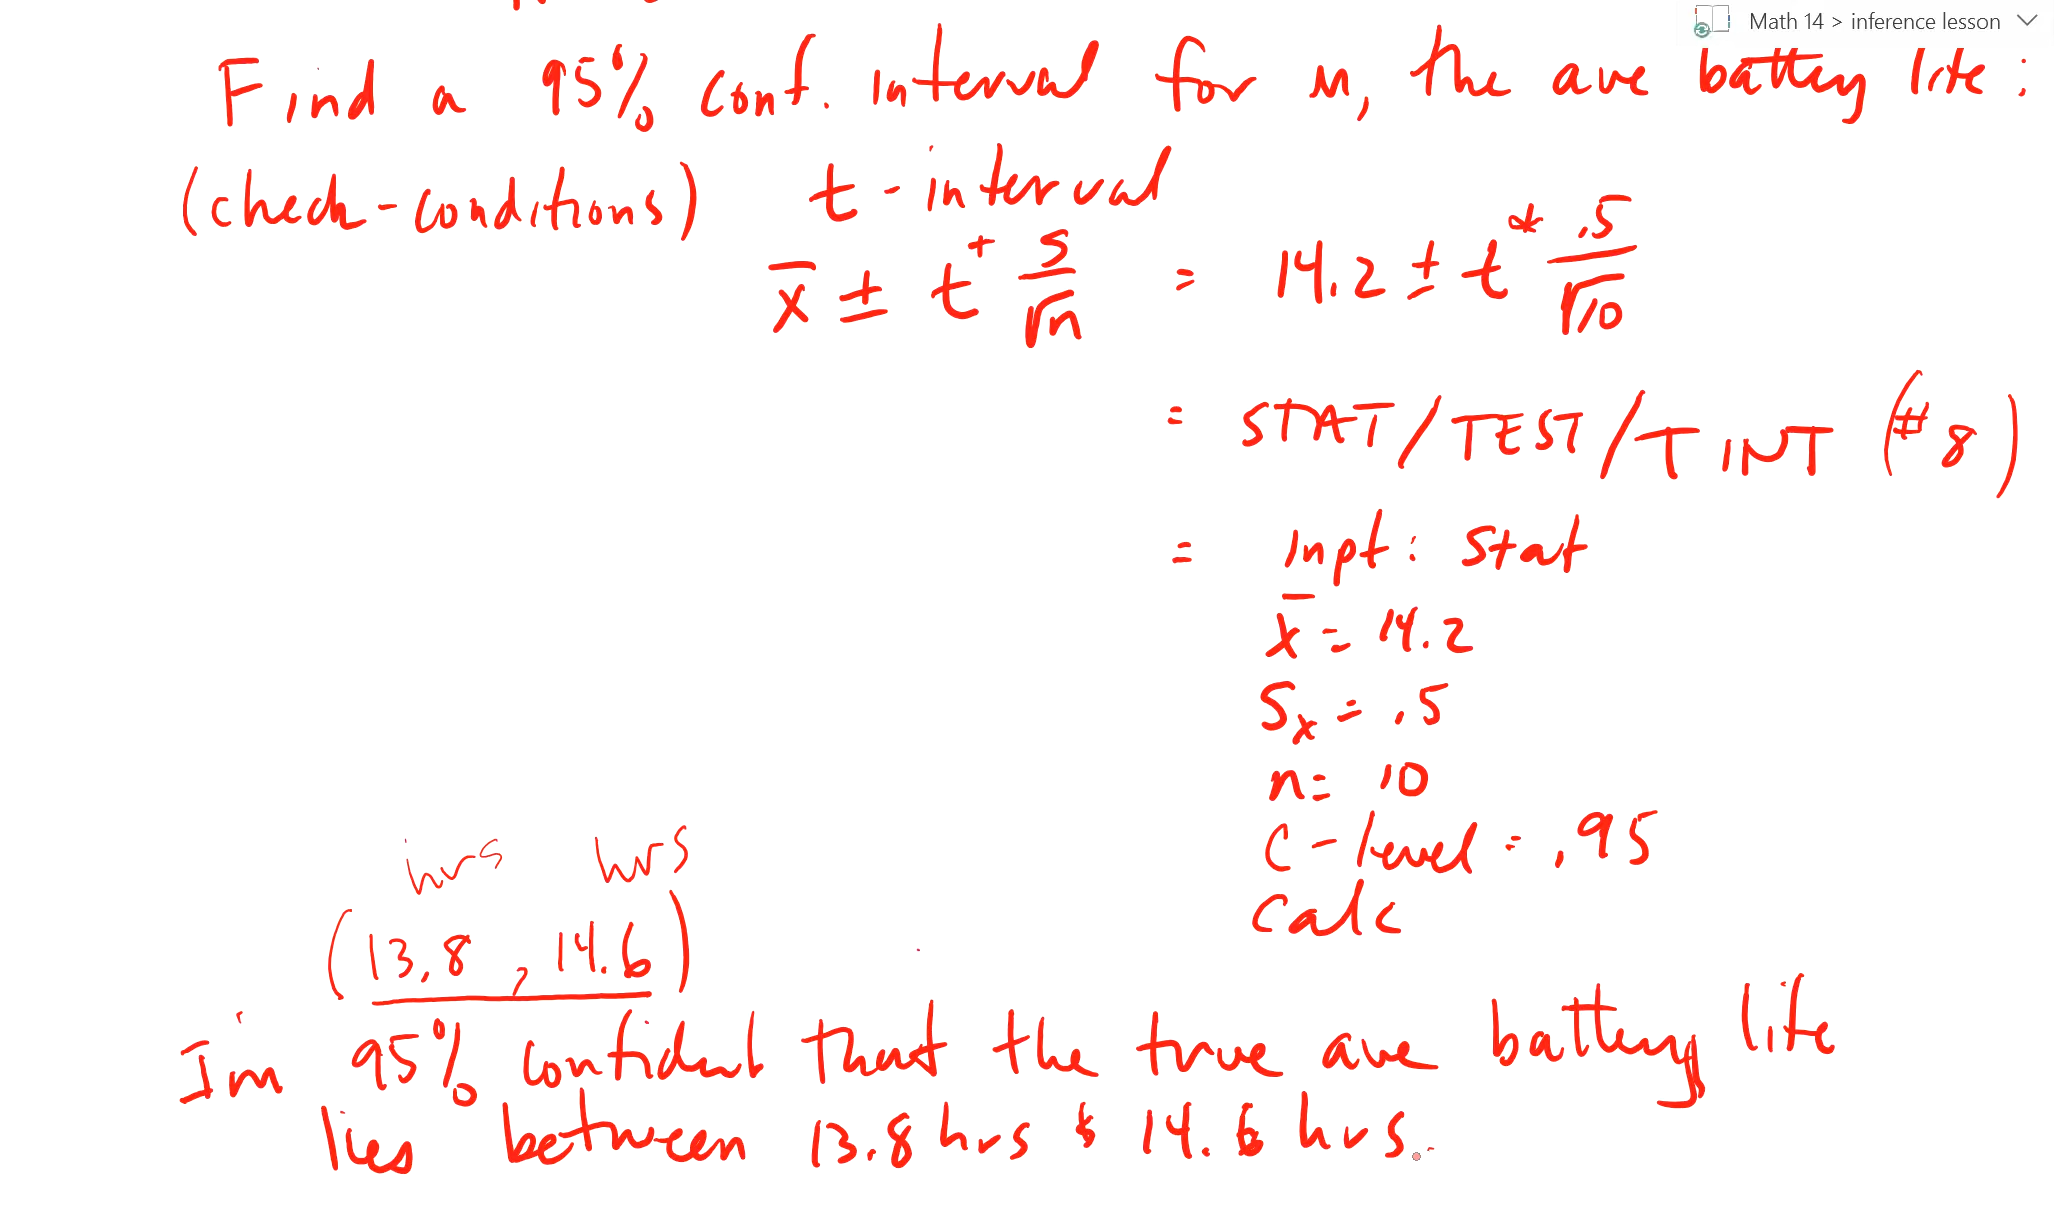 Math 14 > inference lesson
Find a 95% conf. interval for μ, the ave battery life:
(check-conditions) t-interval
x̄ ± t* s/√n = 14.2 ± t* .5/√10
= STAT/TEST/T INT (#8)
= Inpt: Stat
x̄ = 14.2
Sx = .5
n = 10
C-level = .95
Calc
hrs hrs
(13.8, 14.6)
I'm 95% confident that the true ave battery life
lies between 13.8 hrs & 14.6 hrs.